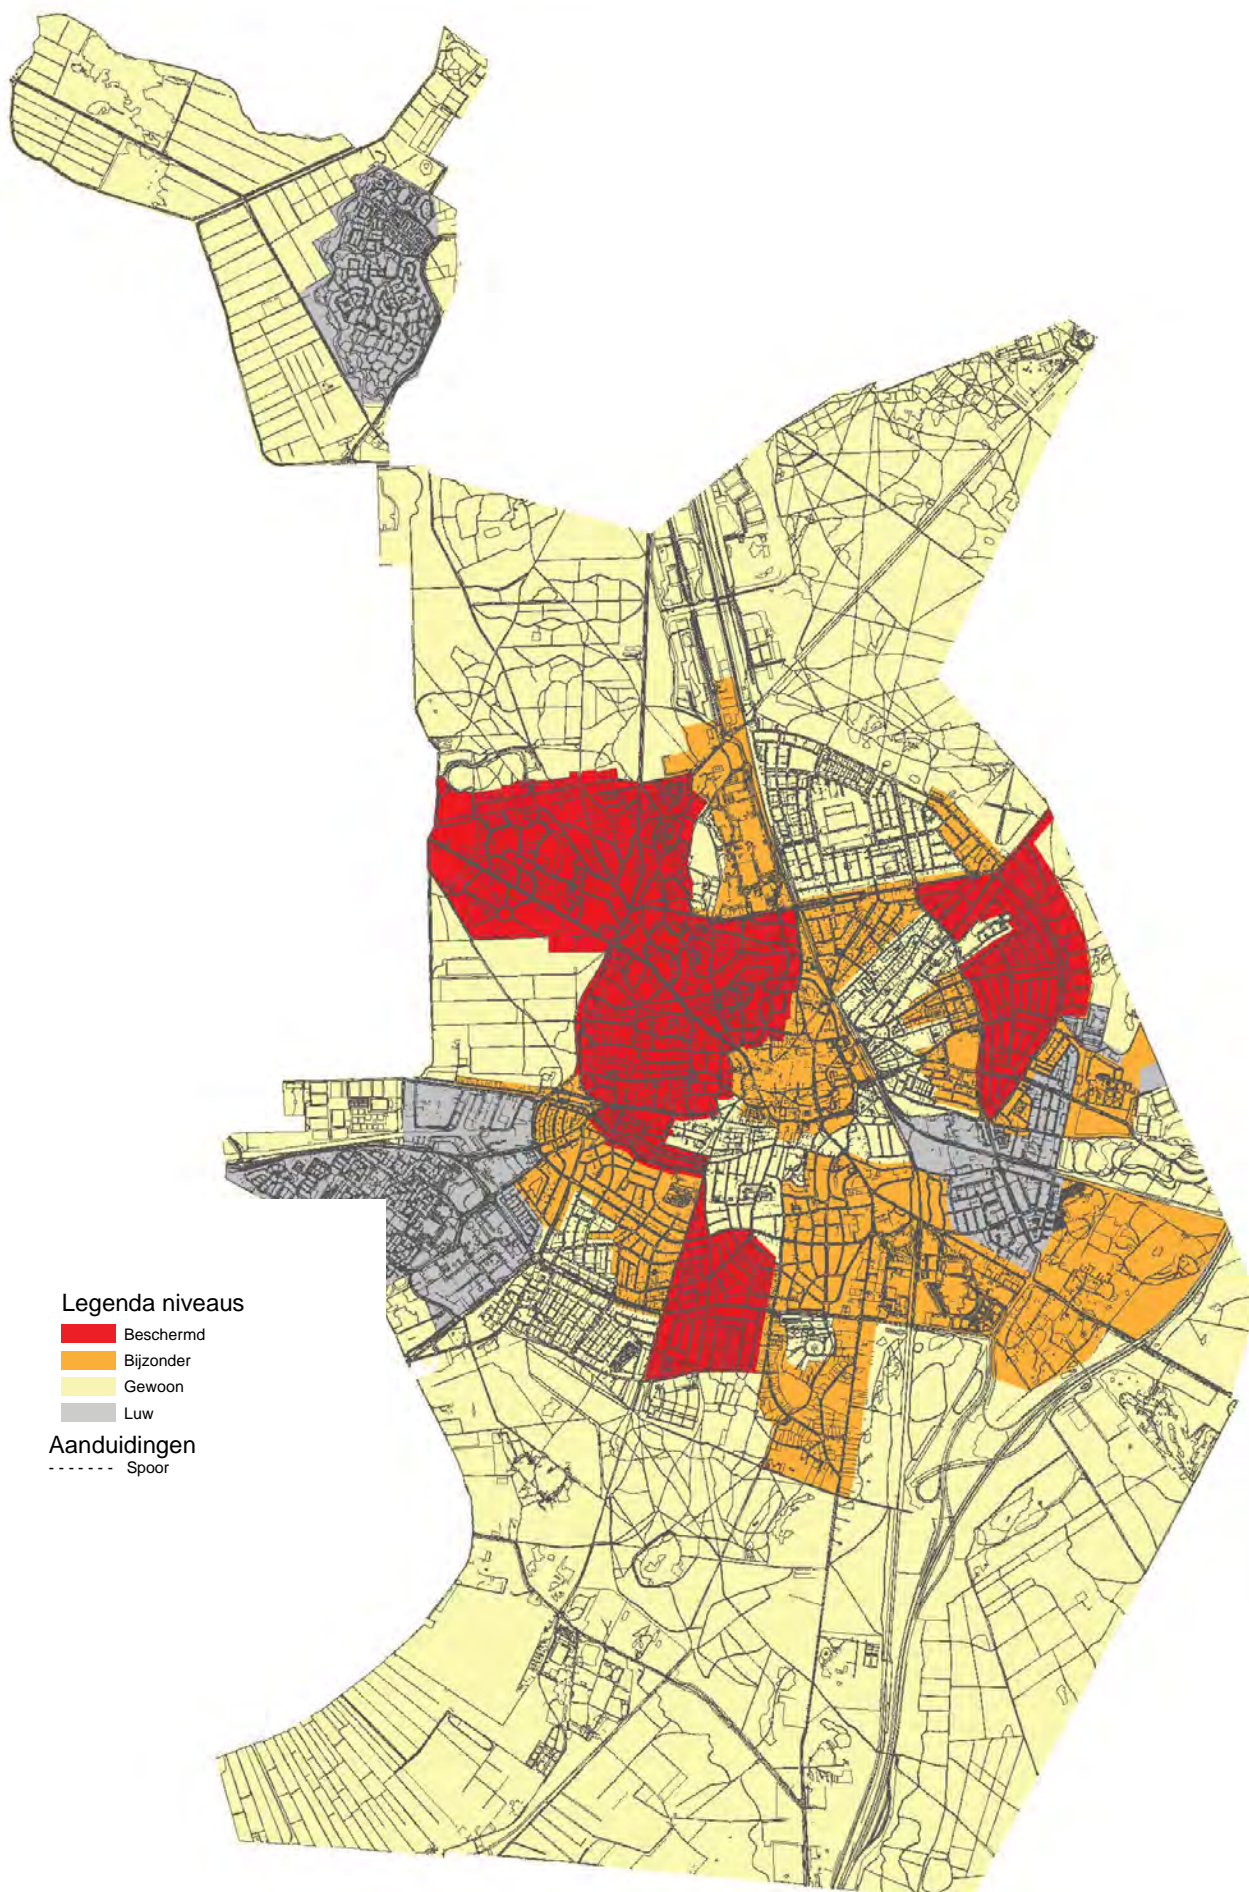 Legenda niveaus
Beschermd
Bijzonder
Gewoon
Luw
Aanduidingen
Spoor